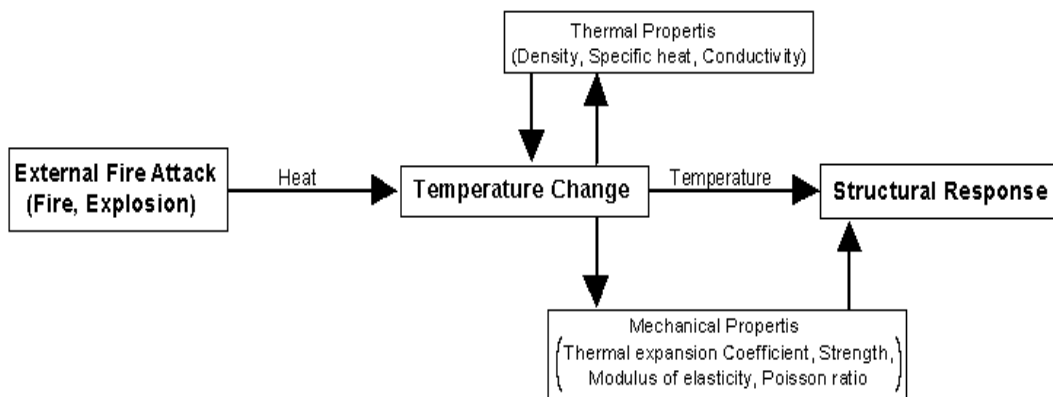 Thermal Propertis
(Density, Specific heat, Conductivity)
External Fire Attack
(Fire, Explosion)
Heat
Temperature Change
Temperature
Structural Response
Mechanical Propertis
(Thermal expansion Coefficient, Strength,
Modulus of elasticity, Poisson ratio)